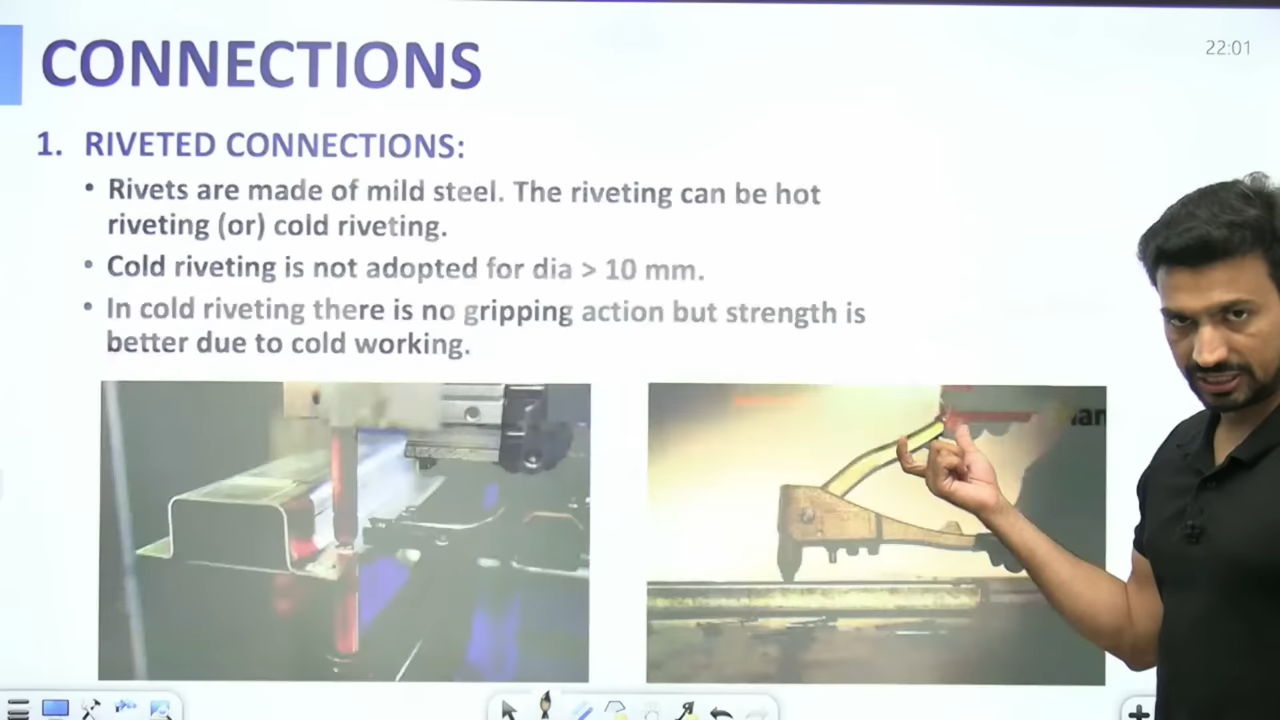 CONNECTIONS
22:01
1. RIVETED CONNECTIONS:
• Rivets are made of mild steel. The riveting can be hot
riveting (or) cold riveting.
• Cold riveting is not adopted for dia > 10 mm.
• In cold riveting there is no gripping action but strength is
better due to cold working.